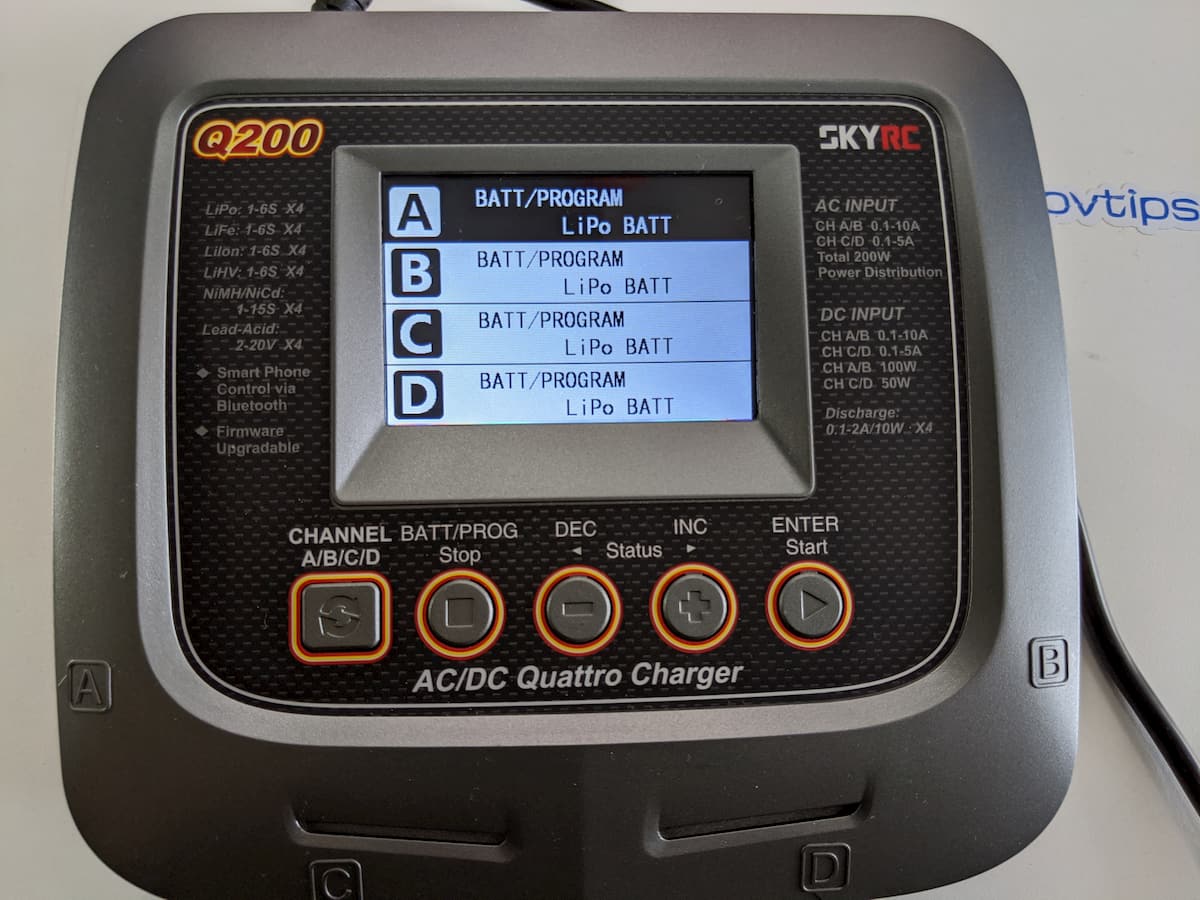 Q200
SKYRC
LiPo: 1-6S X4
LiFe: 1-6S X4
LiIon: 1-6S X4
LiHV: 1-6S X4
NiMH/NiCd:
1-15S X4
Lead-Acid:
2-20V X4
◆ Smart Phone
Control via
Bluetooth
◆ Firmware
Upgradable
A BATT/PROGRAM
LiPo BATT
B BATT/PROGRAM
LiPo BATT
C BATT/PROGRAM
LiPo BATT
D BATT/PROGRAM
LiPo BATT
AC INPUT
CH A/B 0.1-10A
CH C/D 0.1-5A
Total 200W
Power Distribution
DC INPUT
CH A/B 0.1-10A
CH C/D 0.1-5A
CH A/B 100W
CH C/D 50W
Discharge:
0.1-2A/10W X4
ovtips
CHANNEL BATT/PROG DEC INC ENTER
A/B/C/D Stop ◄ Status ► Start
AC/DC Quattro Charger
A
B
C
D